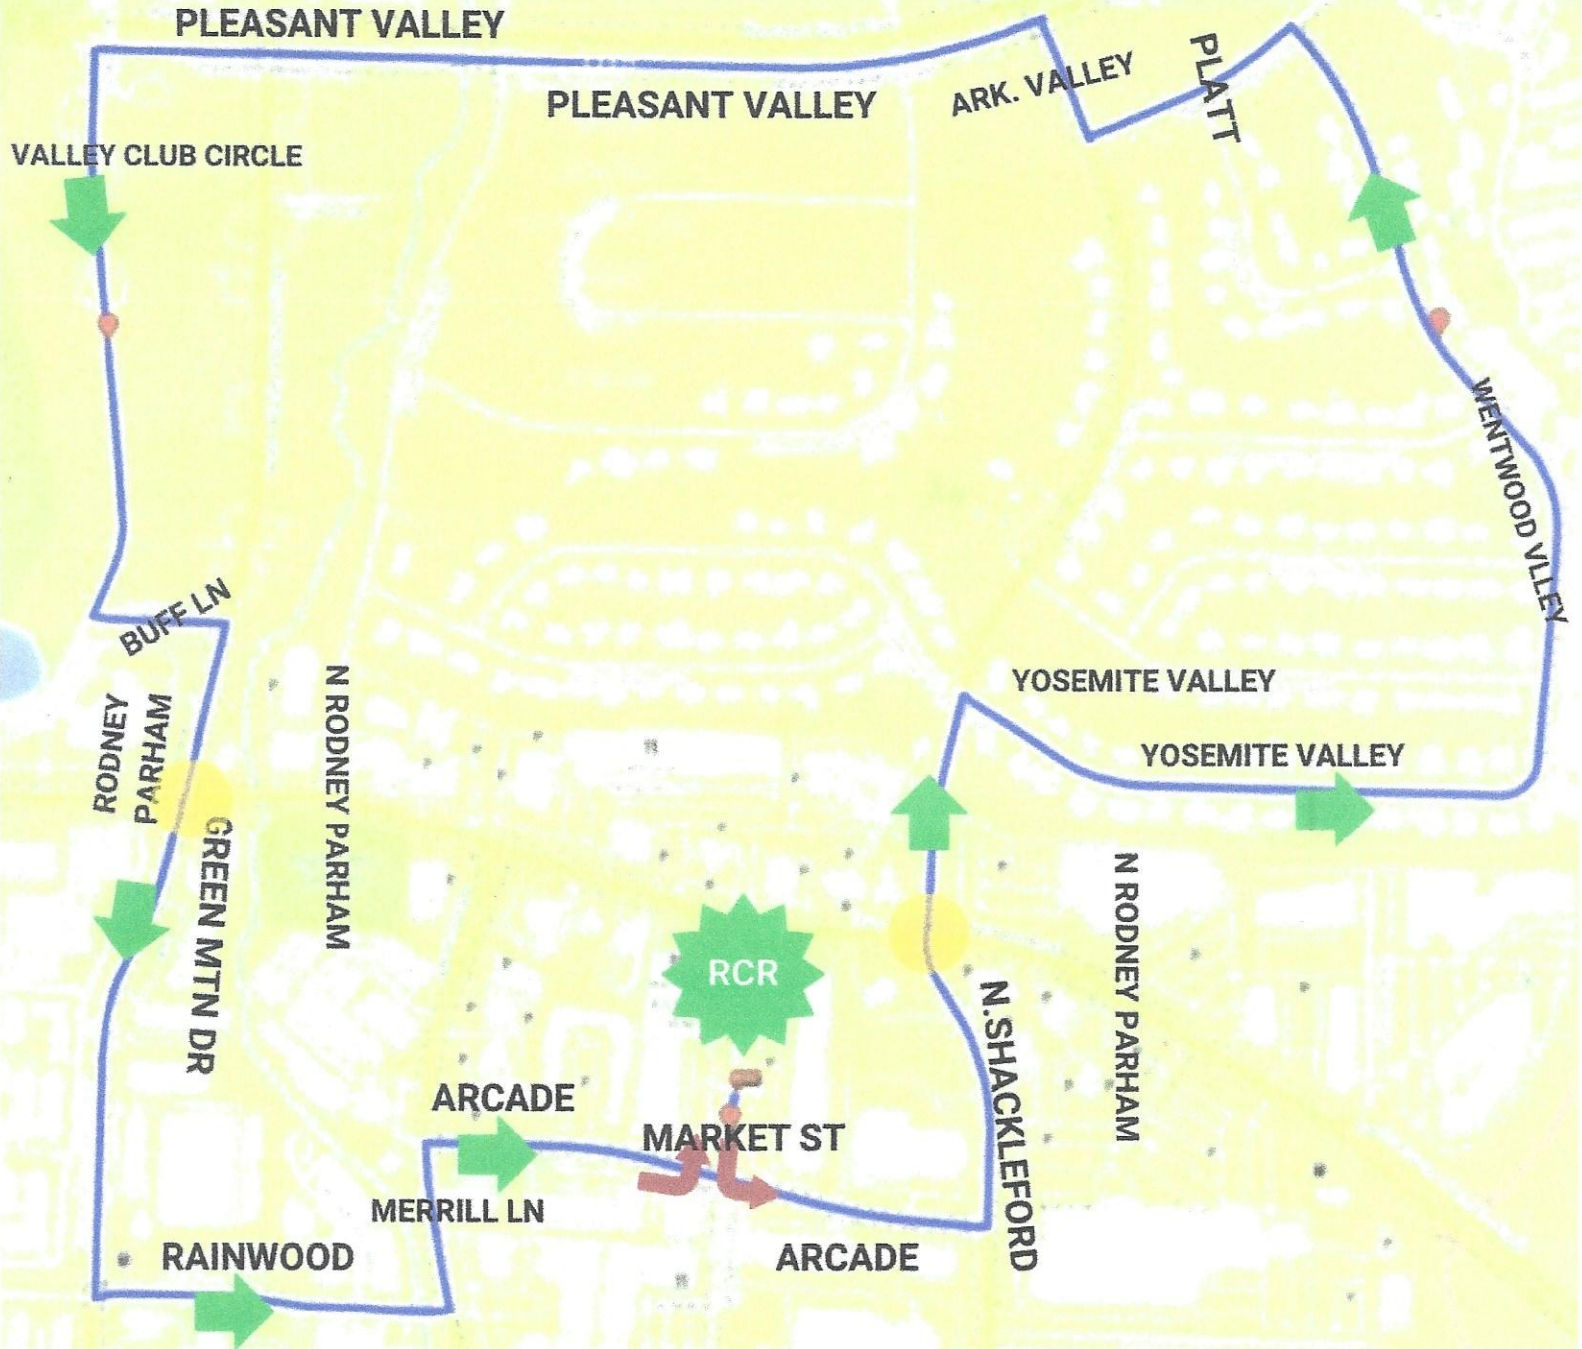 PLEASANT VALLEY
PLEASANT VALLEY
ARK. VALLEY
PLATT
VALLEY CLUB CIRCLE
WENTWOOD VLLEY
BUFF LN
RODNEY
PARHAM
N RODNEY PARHAM
YOSEMITE VALLEY
YOSEMITE VALLEY
GREEN MTN DR
N RODNEY PARHAM
RCR
N.SHACKLEFORD
ARCADE
MARKET ST
MERRILL LN
RAINWOOD
ARCADE